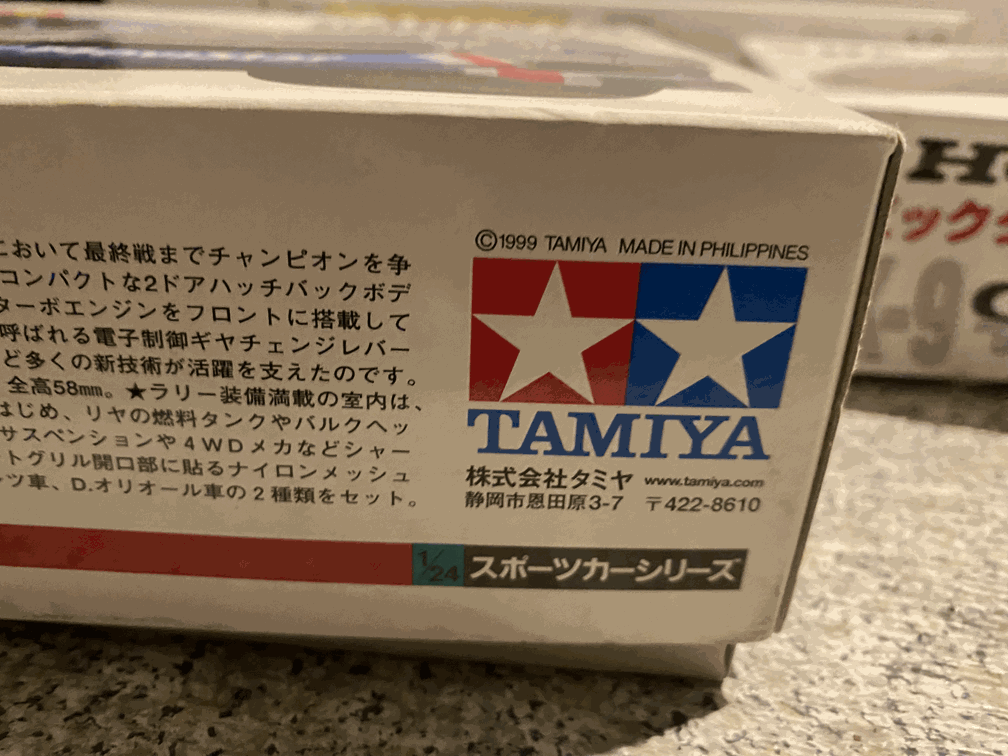 において最終戦までチャンピオンを争
コンパクトな2ドアハッチバックボデ
ターボエンジンをフロントに搭載して
呼ばれる電子制御ギヤチェンジレバー
ど多くの新技術が活躍を支えたのです。
全高58mm。★ラリー装備満載の室内は、
はじめ、リヤの燃料タンクやバルクヘッ
サスペンションや4WDメカなどシャー
トグリル開口部に貼るナイロンメッシュ
ツ車、D.オリオール車の2種類をセット。
©1999 TAMIYA MADE IN PHILIPPINES
TAMIYA
株式会社タミヤ www.tamiya.com
静岡市恩田原3-7 〒422-8610
1/24 スポーツカーシリーズ